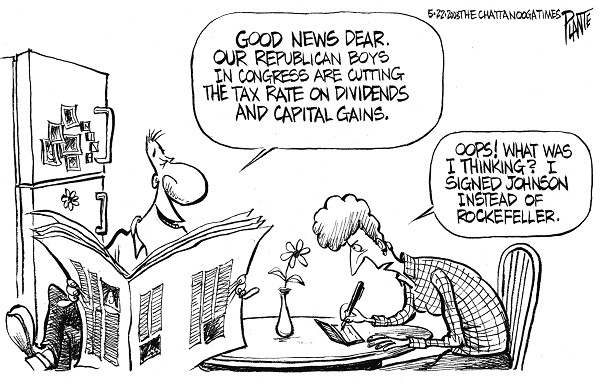 5-22-2003 THE CHATTANOOGA TIMES
PLANTE
GOOD NEWS DEAR.
OUR REPUBLICAN BOYS
IN CONGRESS ARE CUTTING
THE TAX RATE ON DIVIDENDS
AND CAPITAL GAINS.
OOPS! WHAT WAS
I THINKING? I
SIGNED JOHNSON
INSTEAD OF
ROCKEFELLER.